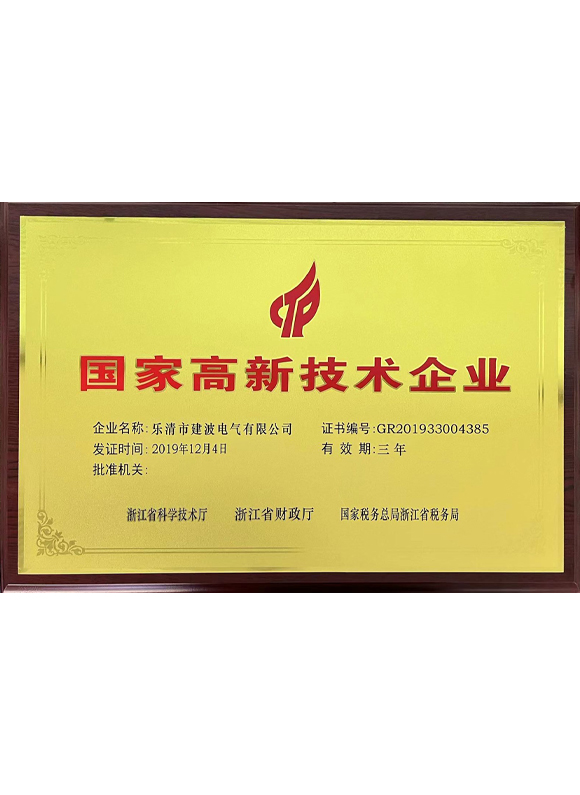 国家高新技术企业
企业名称:乐清市建波电气有限公司 证书编号:GR201933004385
发证时间:2019年12月4日 有 效 期:三 年
批准机关:
浙江省科学技术厅 浙江省财政厅 国家税务总局浙江省税务局